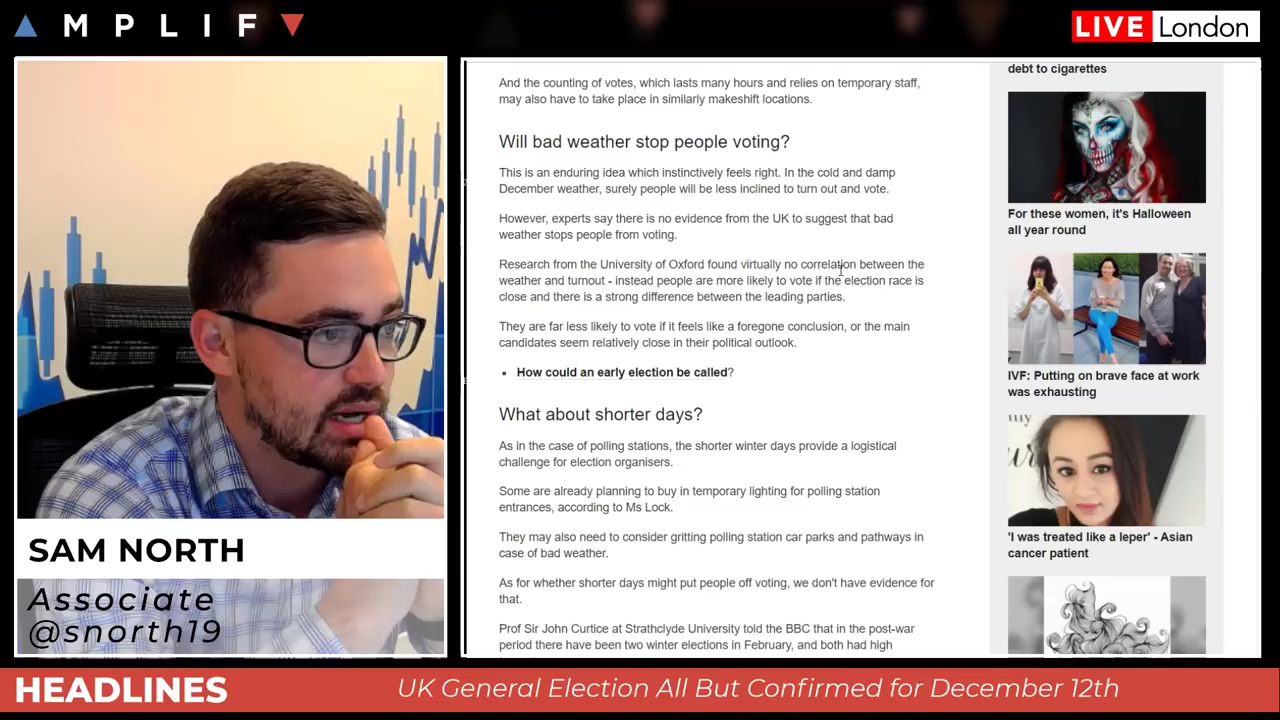 AMPLIFY
LIVE London
And the counting of votes, which lasts many hours and relies on temporary staff,
may also have to take place in similarly makeshift locations.
Will bad weather stop people voting?
This is an enduring idea which instinctively feels right. In the cold and damp
December weather, surely people will be less inclined to turn out and vote.
However, experts say there is no evidence from the UK to suggest that bad
weather stops people from voting.
Research from the University of Oxford found virtually no correlation between the
weather and turnout - instead people are more likely to vote if the election race is
close and there is a strong difference between the leading parties.
They are far less likely to vote if it feels like a foregone conclusion, or the main
candidates seem relatively close in their political outlook.
How could an early election be called?
What about shorter days?
As in the case of polling stations, the shorter winter days provide a logistical
challenge for election organisers.
Some are already planning to buy in temporary lighting for polling station
entrances, according to Ms Lock.
They may also need to consider gritting polling station car parks and pathways in
case of bad weather.
As for whether shorter days might put people off voting, we don't have evidence for
that.
Prof Sir John Curtice at Strathclyde University told the BBC that in the post-war
period there have been two winter elections in February, and both had high
debt to cigarettes
For these women, it's Halloween
all year round
IVF: Putting on brave face at work
was exhausting
'I was treated like a leper' - Asian
cancer patient
SAM NORTH
Associate
@snorth19
HEADLINES
UK General Election All But Confirmed for December 12th